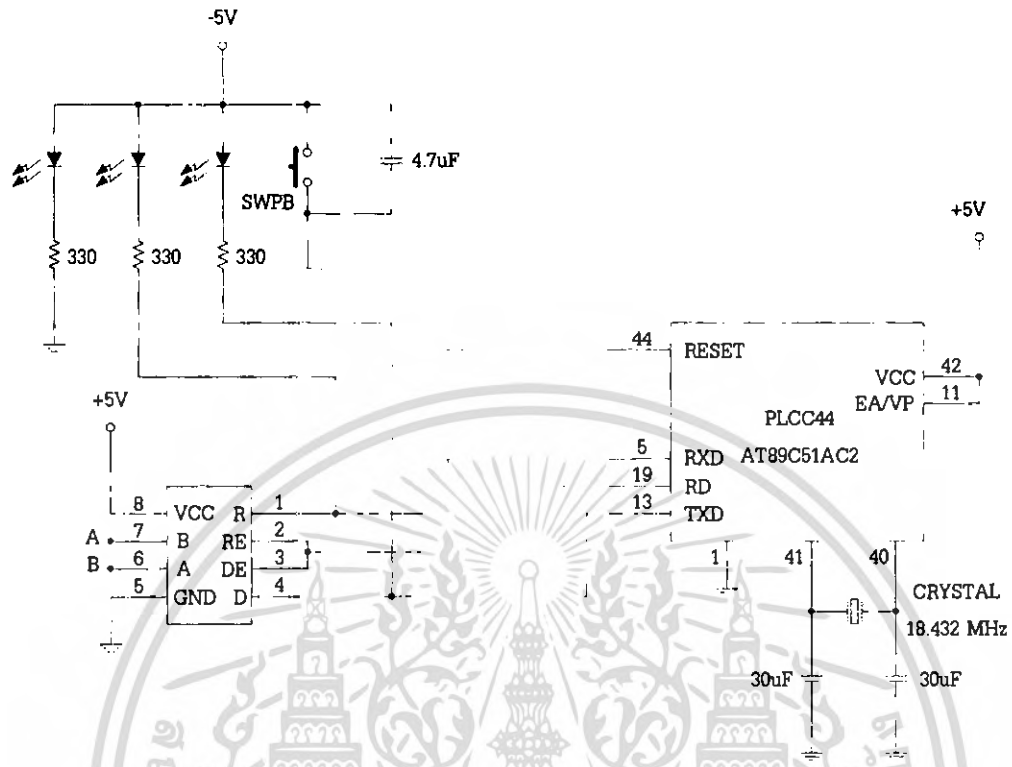 -5V
4.7uF
SWPB
330
330
330
+5V
44
RESET
VCC
42
EA/VP
11
PLCC44
AT89C51AC2
5
RXD
19
RD
13
TXD
1
41
40
CRYSTAL
18.432 MHz
30uF
30uF
+5V
8
VCC
R
1
A
7
B
RE
2
B
6
A
DE
3
5
GND
D
4